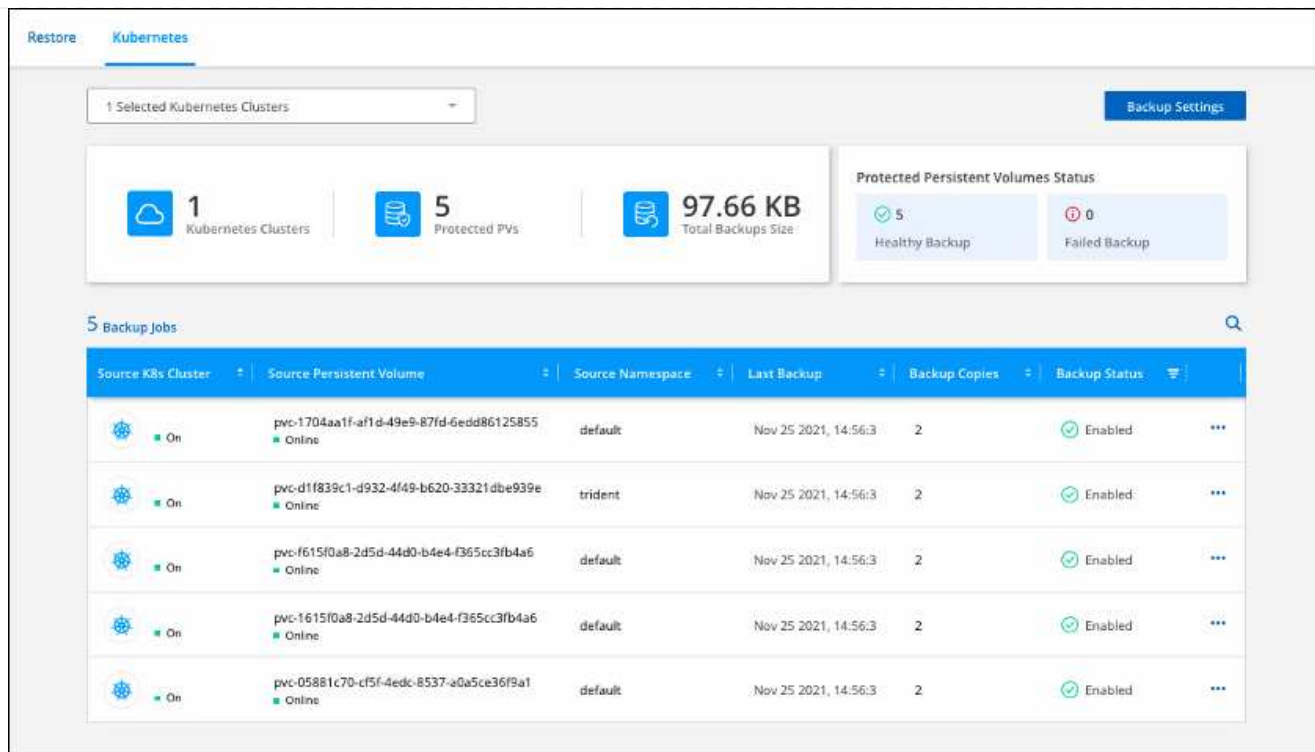 Restore Kubernetes
1 Selected Kubernetes Clusters
Backup Settings
1
Kubernetes Clusters
5
Protected PVs
97.66 KB
Total Backups Size
Protected Persistent Volumes Status
5
Healthy Backup
0
Failed Backup
5 Backup Jobs
Source K8s Cluster Source Persistent Volume Source Namespace Last Backup Backup Copies Backup Status
On pvc-1704aa1f-af1d-49e9-87fd-6edd86125855 Online default Nov 25 2021, 14:56:3 2 Enabled
On pvc-d1f839c1-d932-4f49-b620-33321dbe939e Online trident Nov 25 2021, 14:56:3 2 Enabled
On pvc-f615f0a8-2d5d-44d0-b4e4-f365cc3fb4a6 Online default Nov 25 2021, 14:56:3 2 Enabled
On pvc-1615f0a8-2d5d-44d0-b4e4-f365cc3fb4a6 Online default Nov 25 2021, 14:56:3 2 Enabled
On pvc-05881c70-cf5f-4edc-8537-a0a5ce36f9a1 Online default Nov 25 2021, 14:56:3 2 Enabled